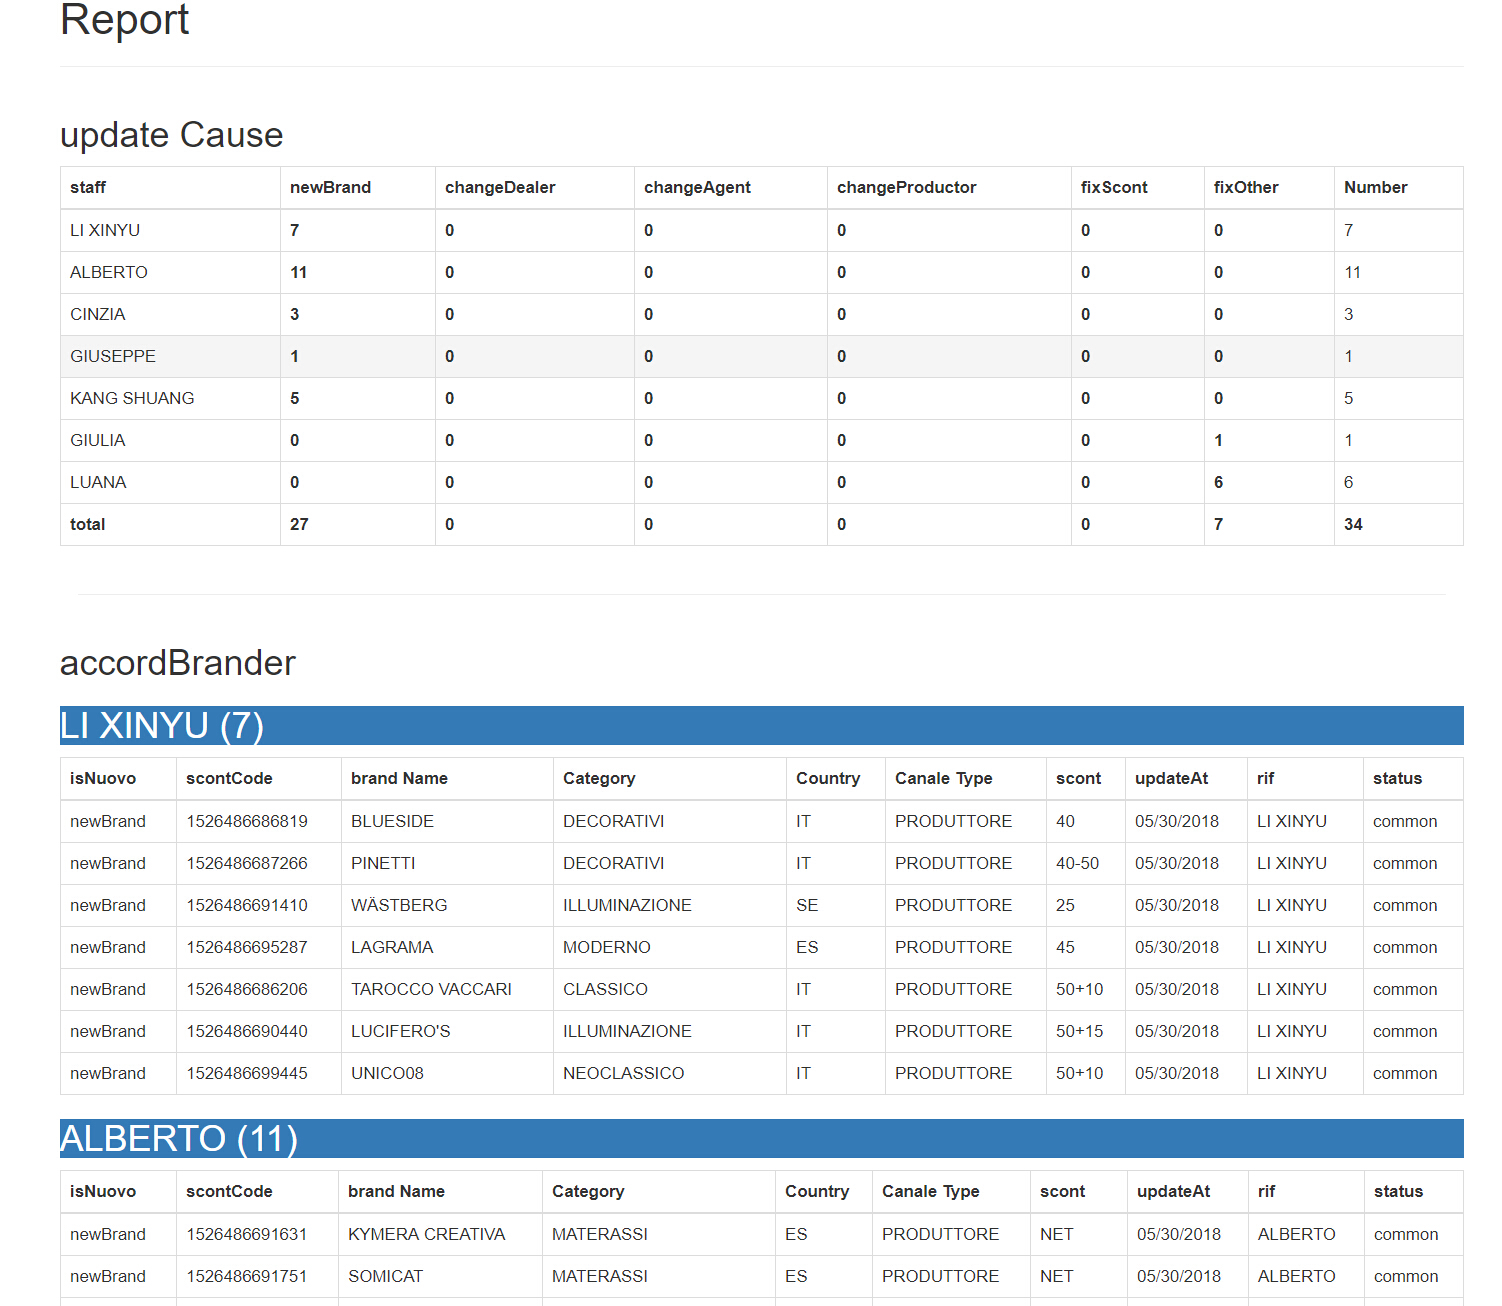 Report
update Cause
staff newBrand changeDealer changeAgent changeProductor fixScont fixOther Number
LI XINYU 7 0 0 0 0 0 7
ALBERTO 11 0 0 0 0 0 11
CINZIA 3 0 0 0 0 0 3
GIUSEPPE 1 0 0 0 0 0 1
KANG SHUANG 5 0 0 0 0 0 5
GIULIA 0 0 0 0 0 1 1
LUANA 0 0 0 0 0 6 6
total 27 0 0 0 0 7 34
accordBrander
LI XINYU (7)
isNuovo scontCode brand Name Category Country Canale Type scont updateAt rif status
newBrand 1526486686819 BLUESIDE DECORATIVI IT PRODUTTORE 40 05/30/2018 LI XINYU common
newBrand 1526486687266 PINETTI DECORATIVI IT PRODUTTORE 40-50 05/30/2018 LI XINYU common
newBrand 1526486691410 WÄSTBERG ILLUMINAZIONE SE PRODUTTORE 25 05/30/2018 LI XINYU common
newBrand 1526486695287 LAGRAMA MODERNO ES PRODUTTORE 45 05/30/2018 LI XINYU common
newBrand 1526486686206 TAROCCO VACCARI CLASSICO IT PRODUTTORE 50+10 05/30/2018 LI XINYU common
newBrand 1526486690440 LUCIFERO'S ILLUMINAZIONE IT PRODUTTORE 50+15 05/30/2018 LI XINYU common
newBrand 1526486699445 UNICO08 NEOCLASSICO IT PRODUTTORE 50+10 05/30/2018 LI XINYU common
ALBERTO (11)
isNuovo scontCode brand Name Category Country Canale Type scont updateAt rif status
newBrand 1526486691631 KYMERA CREATIVA MATERASSI ES PRODUTTORE NET 05/30/2018 ALBERTO common
newBrand 1526486691751 SOMICAT MATERASSI ES PRODUTTORE NET 05/30/2018 ALBERTO common